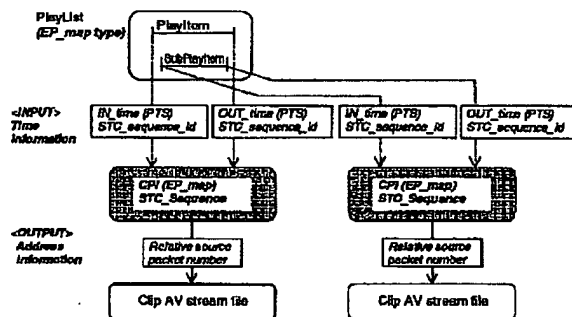 PlayList
(EP_map type)
PlayItem
SubPlayItem
<INPUT>
Time
Information
IN_time (PTS)
STC_sequence_id
OUT_time (PTS)
STC_sequence_id
IN_time (PTS)
STC_sequence_id
OUT_time (PTS)
STC_sequence_id
CPI (EP_map)
STC_Sequence
CPI (EP_map)
STC_Sequence
<OUTPUT>
Address
Information
Relative source
packet number
Relative source
packet number
Clip AV stream file
Clip AV stream file